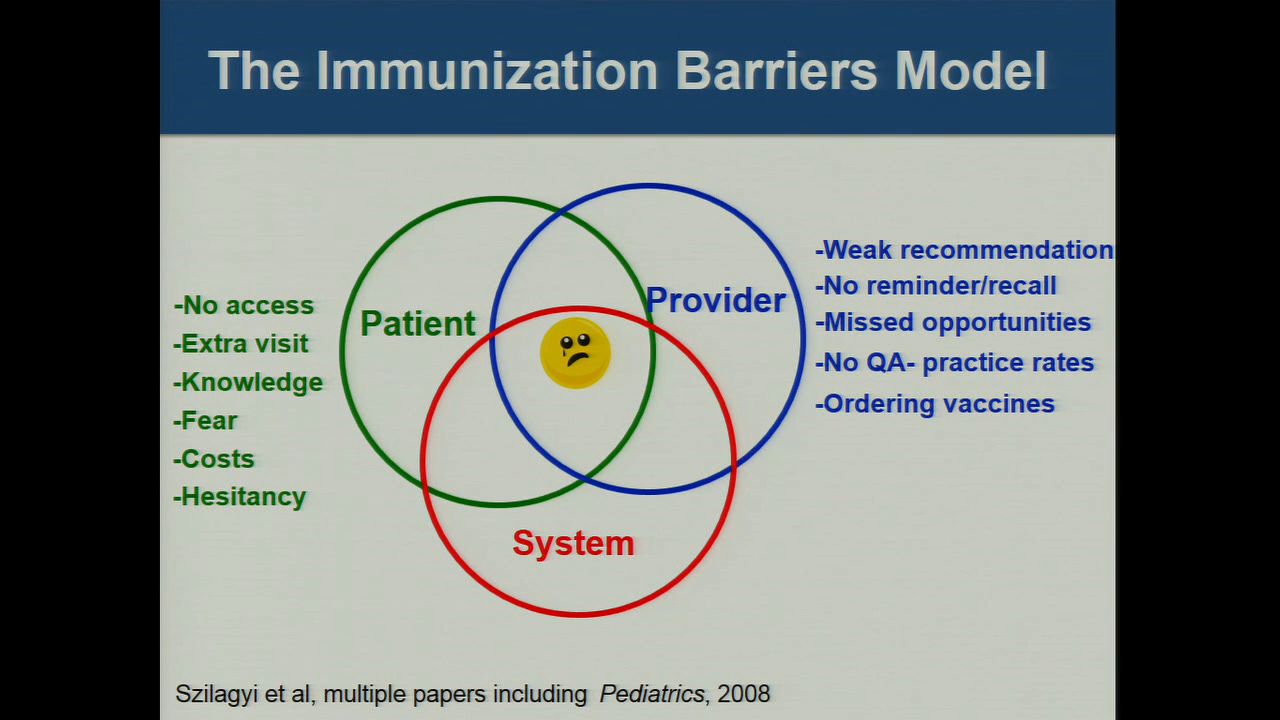 The Immunization Barriers Model
-No access
-Extra visit
-Knowledge
-Fear
-Costs
-Hesitancy
Patient
Provider
System
-Weak recommendation
-No reminder/recall
-Missed opportunities
-No QA- practice rates
-Ordering vaccines
Szilagyi et al, multiple papers including Pediatrics, 2008